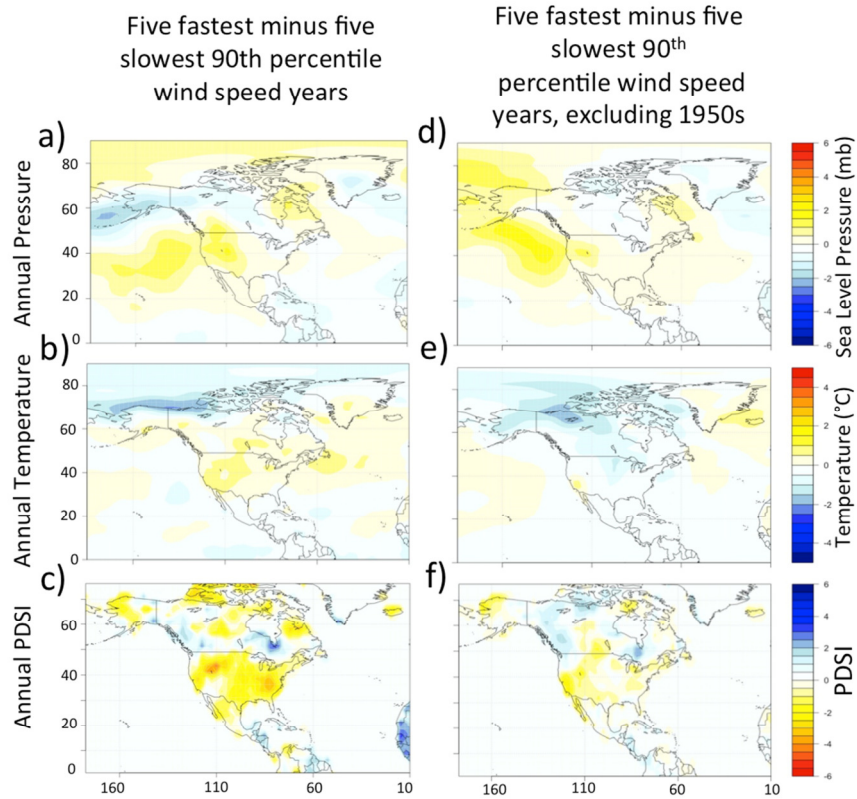 Five fastest minus five
slowest 90th percentile
wind speed years
Five fastest minus five
slowest 90th
percentile wind speed
years, excluding 1950s
a)
d)
Annual Pressure
80
60
40
20
0
6
4
2
0
-2
-4
-6
Sea Level Pressure (mb)
b)
e)
Annual Temperature
80
60
40
20
0
4
2
0
-2
-4
Temperature (°C)
c)
f)
Annual PDSI
60
40
20
0
6
4
2
0
-2
-4
-6
PDSI
160
110
60
10
160
110
60
10